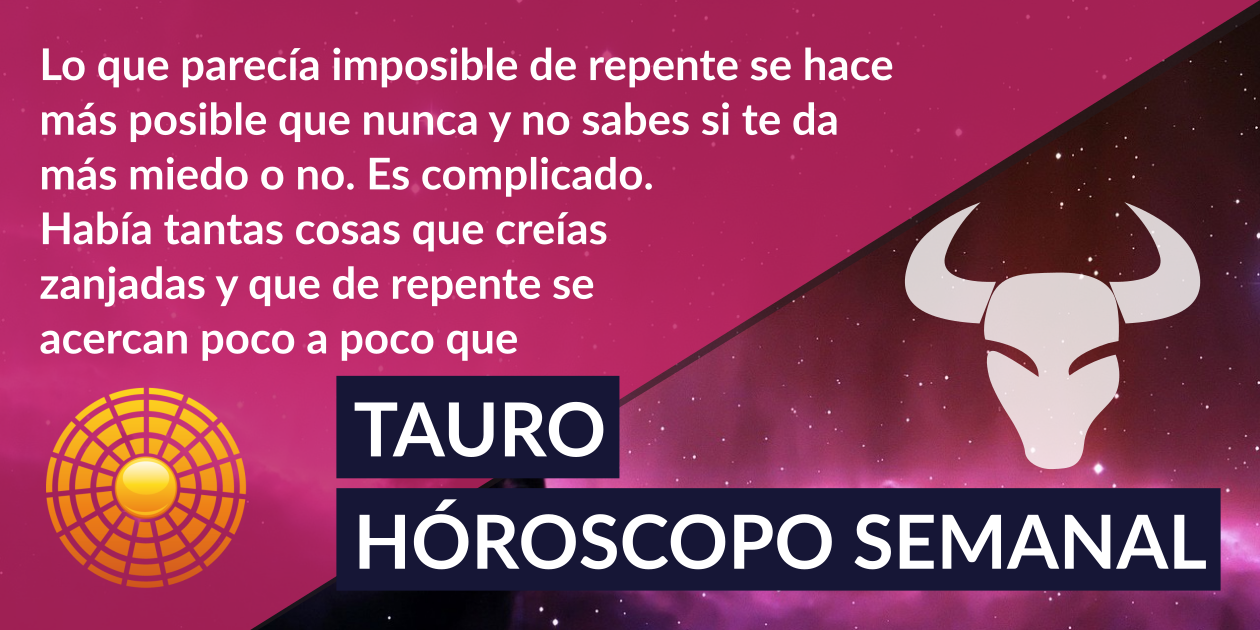 Lo que parecía imposible de repente se hace
más posible que nunca y no sabes si te da
más miedo o no. Es complicado.
Había tantas cosas que creías
zanjadas y que de repente se
acercan poco a poco que
TAURO
HÓROSCOPO SEMANAL